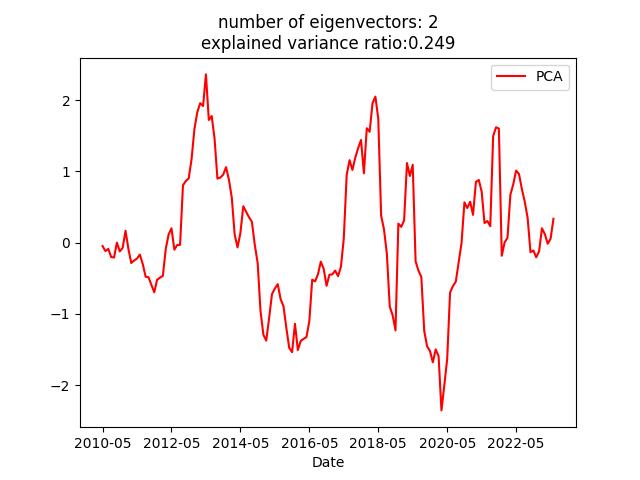 number of eigenvectors: 2
explained variance ratio:0.249
PCA
2
1
0
−1
−2
2010-05 2012-05 2014-05 2016-05 2018-05 2020-05 2022-05
Date